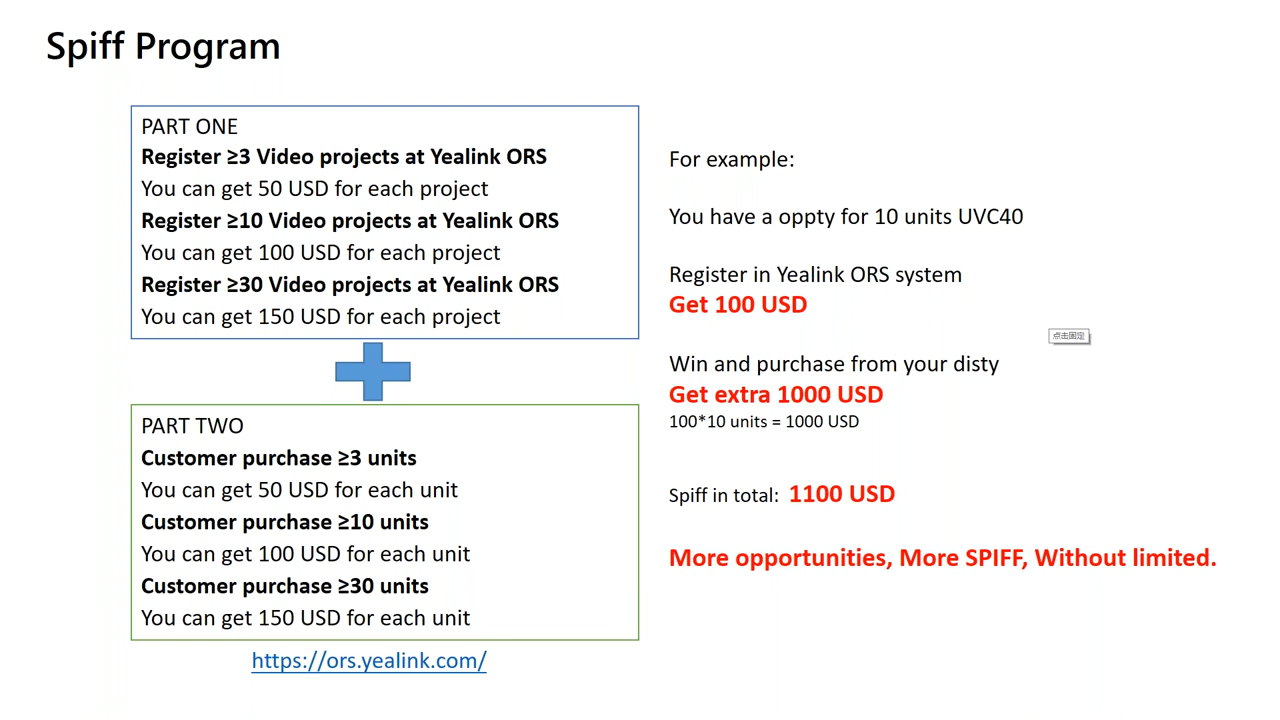 Spiff Program
PART ONE
Register ≥3 Video projects at Yealink ORS
You can get 50 USD for each project
Register ≥10 Video projects at Yealink ORS
You can get 100 USD for each project
Register ≥30 Video projects at Yealink ORS
You can get 150 USD for each project
PART TWO
Customer purchase ≥3 units
You can get 50 USD for each unit
Customer purchase ≥10 units
You can get 100 USD for each unit
Customer purchase ≥30 units
You can get 150 USD for each unit
https://ors.yealink.com/
For example:
You have a oppty for 10 units UVC40
Register in Yealink ORS system
Get 100 USD
点击固定
Win and purchase from your disty
Get extra 1000 USD
100*10 units = 1000 USD
Spiff in total: 1100 USD
More opportunities, More SPIFF, Without limited.